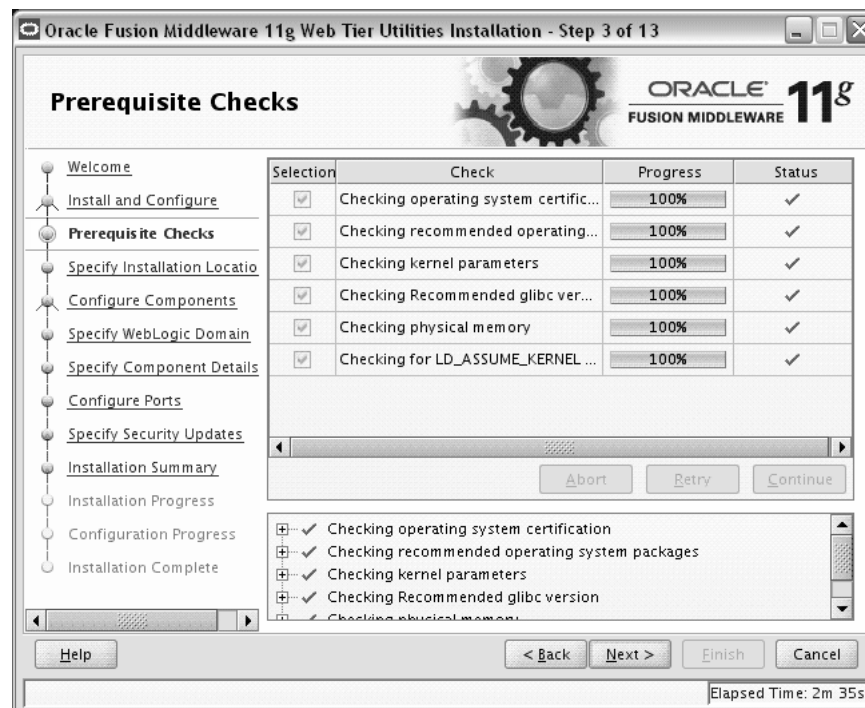 Oracle Fusion Middleware 11g Web Tier Utilities Installation - Step 3 of 13
Prerequisite Checks
ORACLE
FUSION MIDDLEWARE
11g
Welcome
Install and Configure
Prerequisite Checks
Specify Installation Locatio
Configure Components
Specify WebLogic Domain
Specify Component Details
Configure Ports
Specify Security Updates
Installation Summary
Installation Progress
Configuration Progress
Installation Complete
Selection Check Progress Status
Checking operating system certific... 100%
Checking recommended operating... 100%
Checking kernel parameters 100%
Checking Recommended glibc ver... 100%
Checking physical memory 100%
Checking for LD_ASSUME_KERNEL ... 100%
Abort Retry Continue
Checking operating system certification
Checking recommended operating system packages
Checking kernel parameters
Checking Recommended glibc version
Checking physical memory
Help < Back Next > Finish Cancel
Elapsed Time: 2m 35s